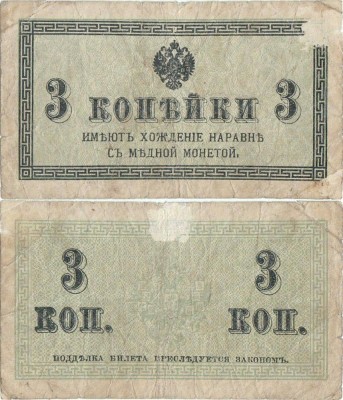 3 КОПѢЙКИ 3
ИМѢЮТЪ ХОЖДЕНІЕ НАРАВНѢ
СЪ МѢДНОЙ МОНЕТОЙ.
3 3
КОП. КОП.
ПОДДѢЛКА БИЛЕТА ПРЕСЛѢДУЕТСЯ ЗАКОНОМЪ.